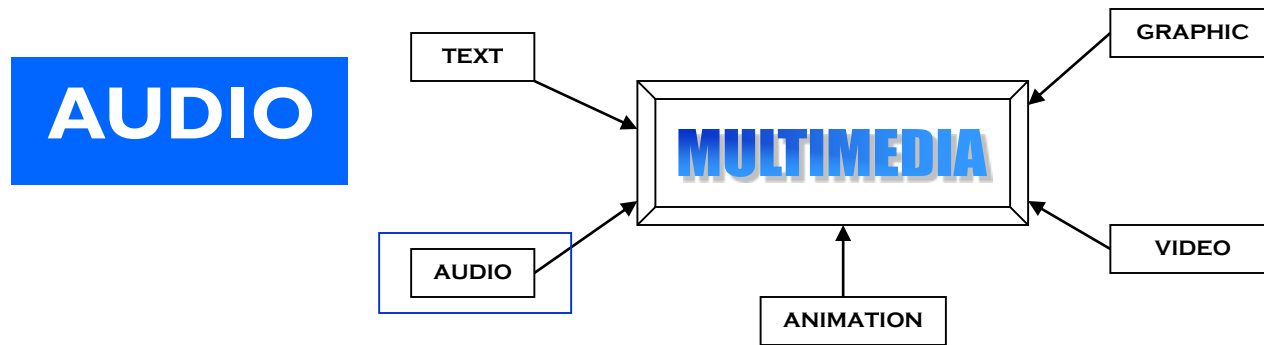 AUDIO
TEXT
GRAPHIC
MULTIMEDIA
AUDIO
VIDEO
ANIMATION